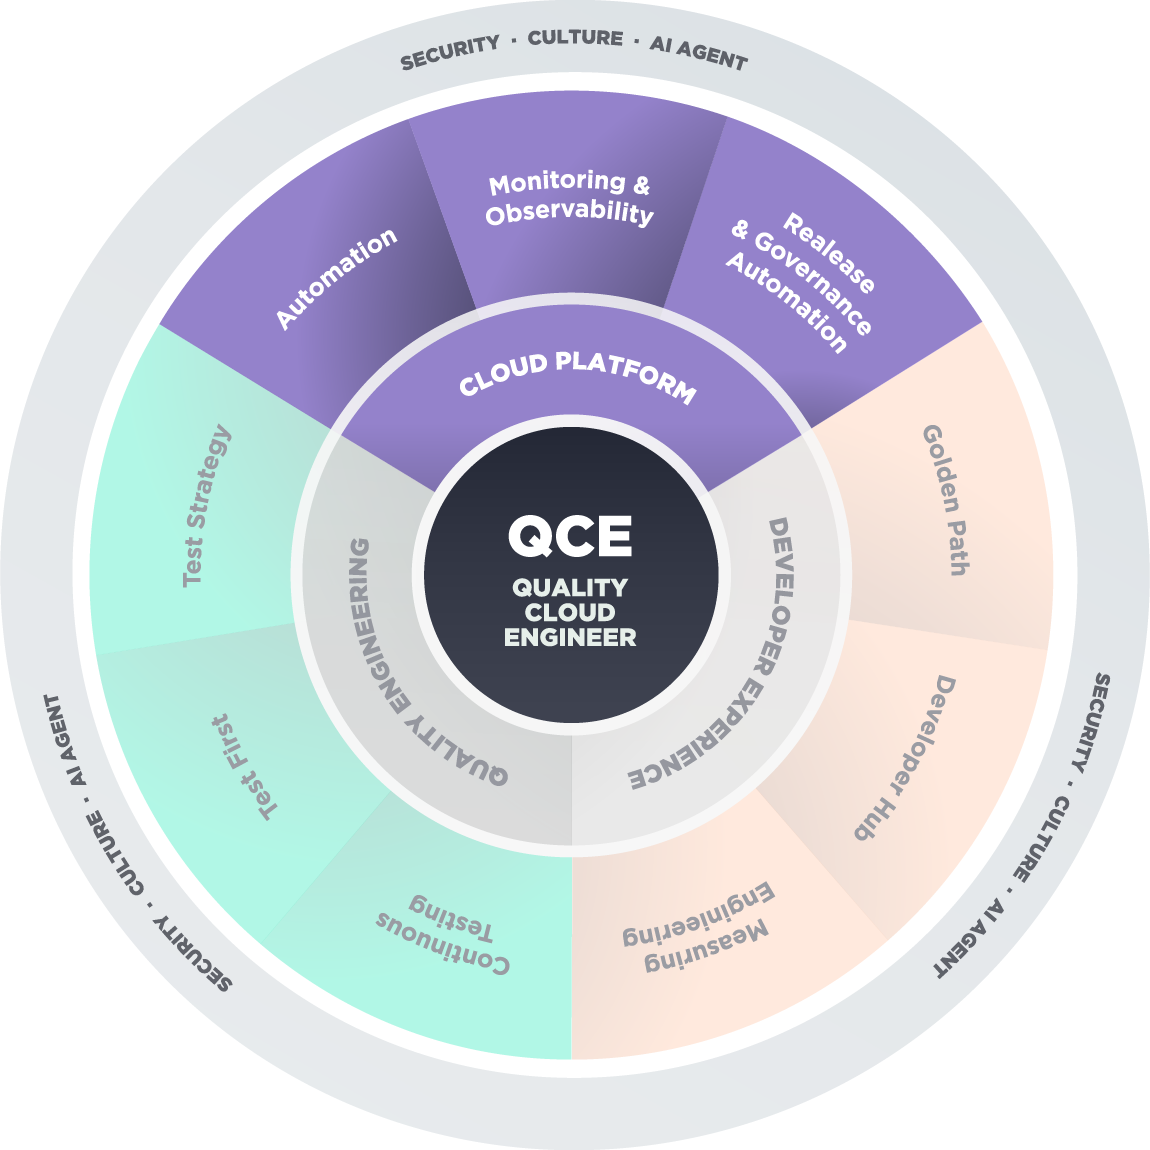 SECURITY · CULTURE · AI AGENT
Automation
Monitoring &
Observability
Realease
& Governance
Automation
CLOUD PLATFORM
Golden Path
Developer Hub
Measuring
Enginieering
DEVELOPER EXPERIENCE
Continuous
Testing
Test First
Test Strategy
QUALITY ENGINEERING
QCE
QUALITY
CLOUD
ENGINEER
SECURITY · CULTURE · AI AGENT
SECURITY · CULTURE · AI AGENT